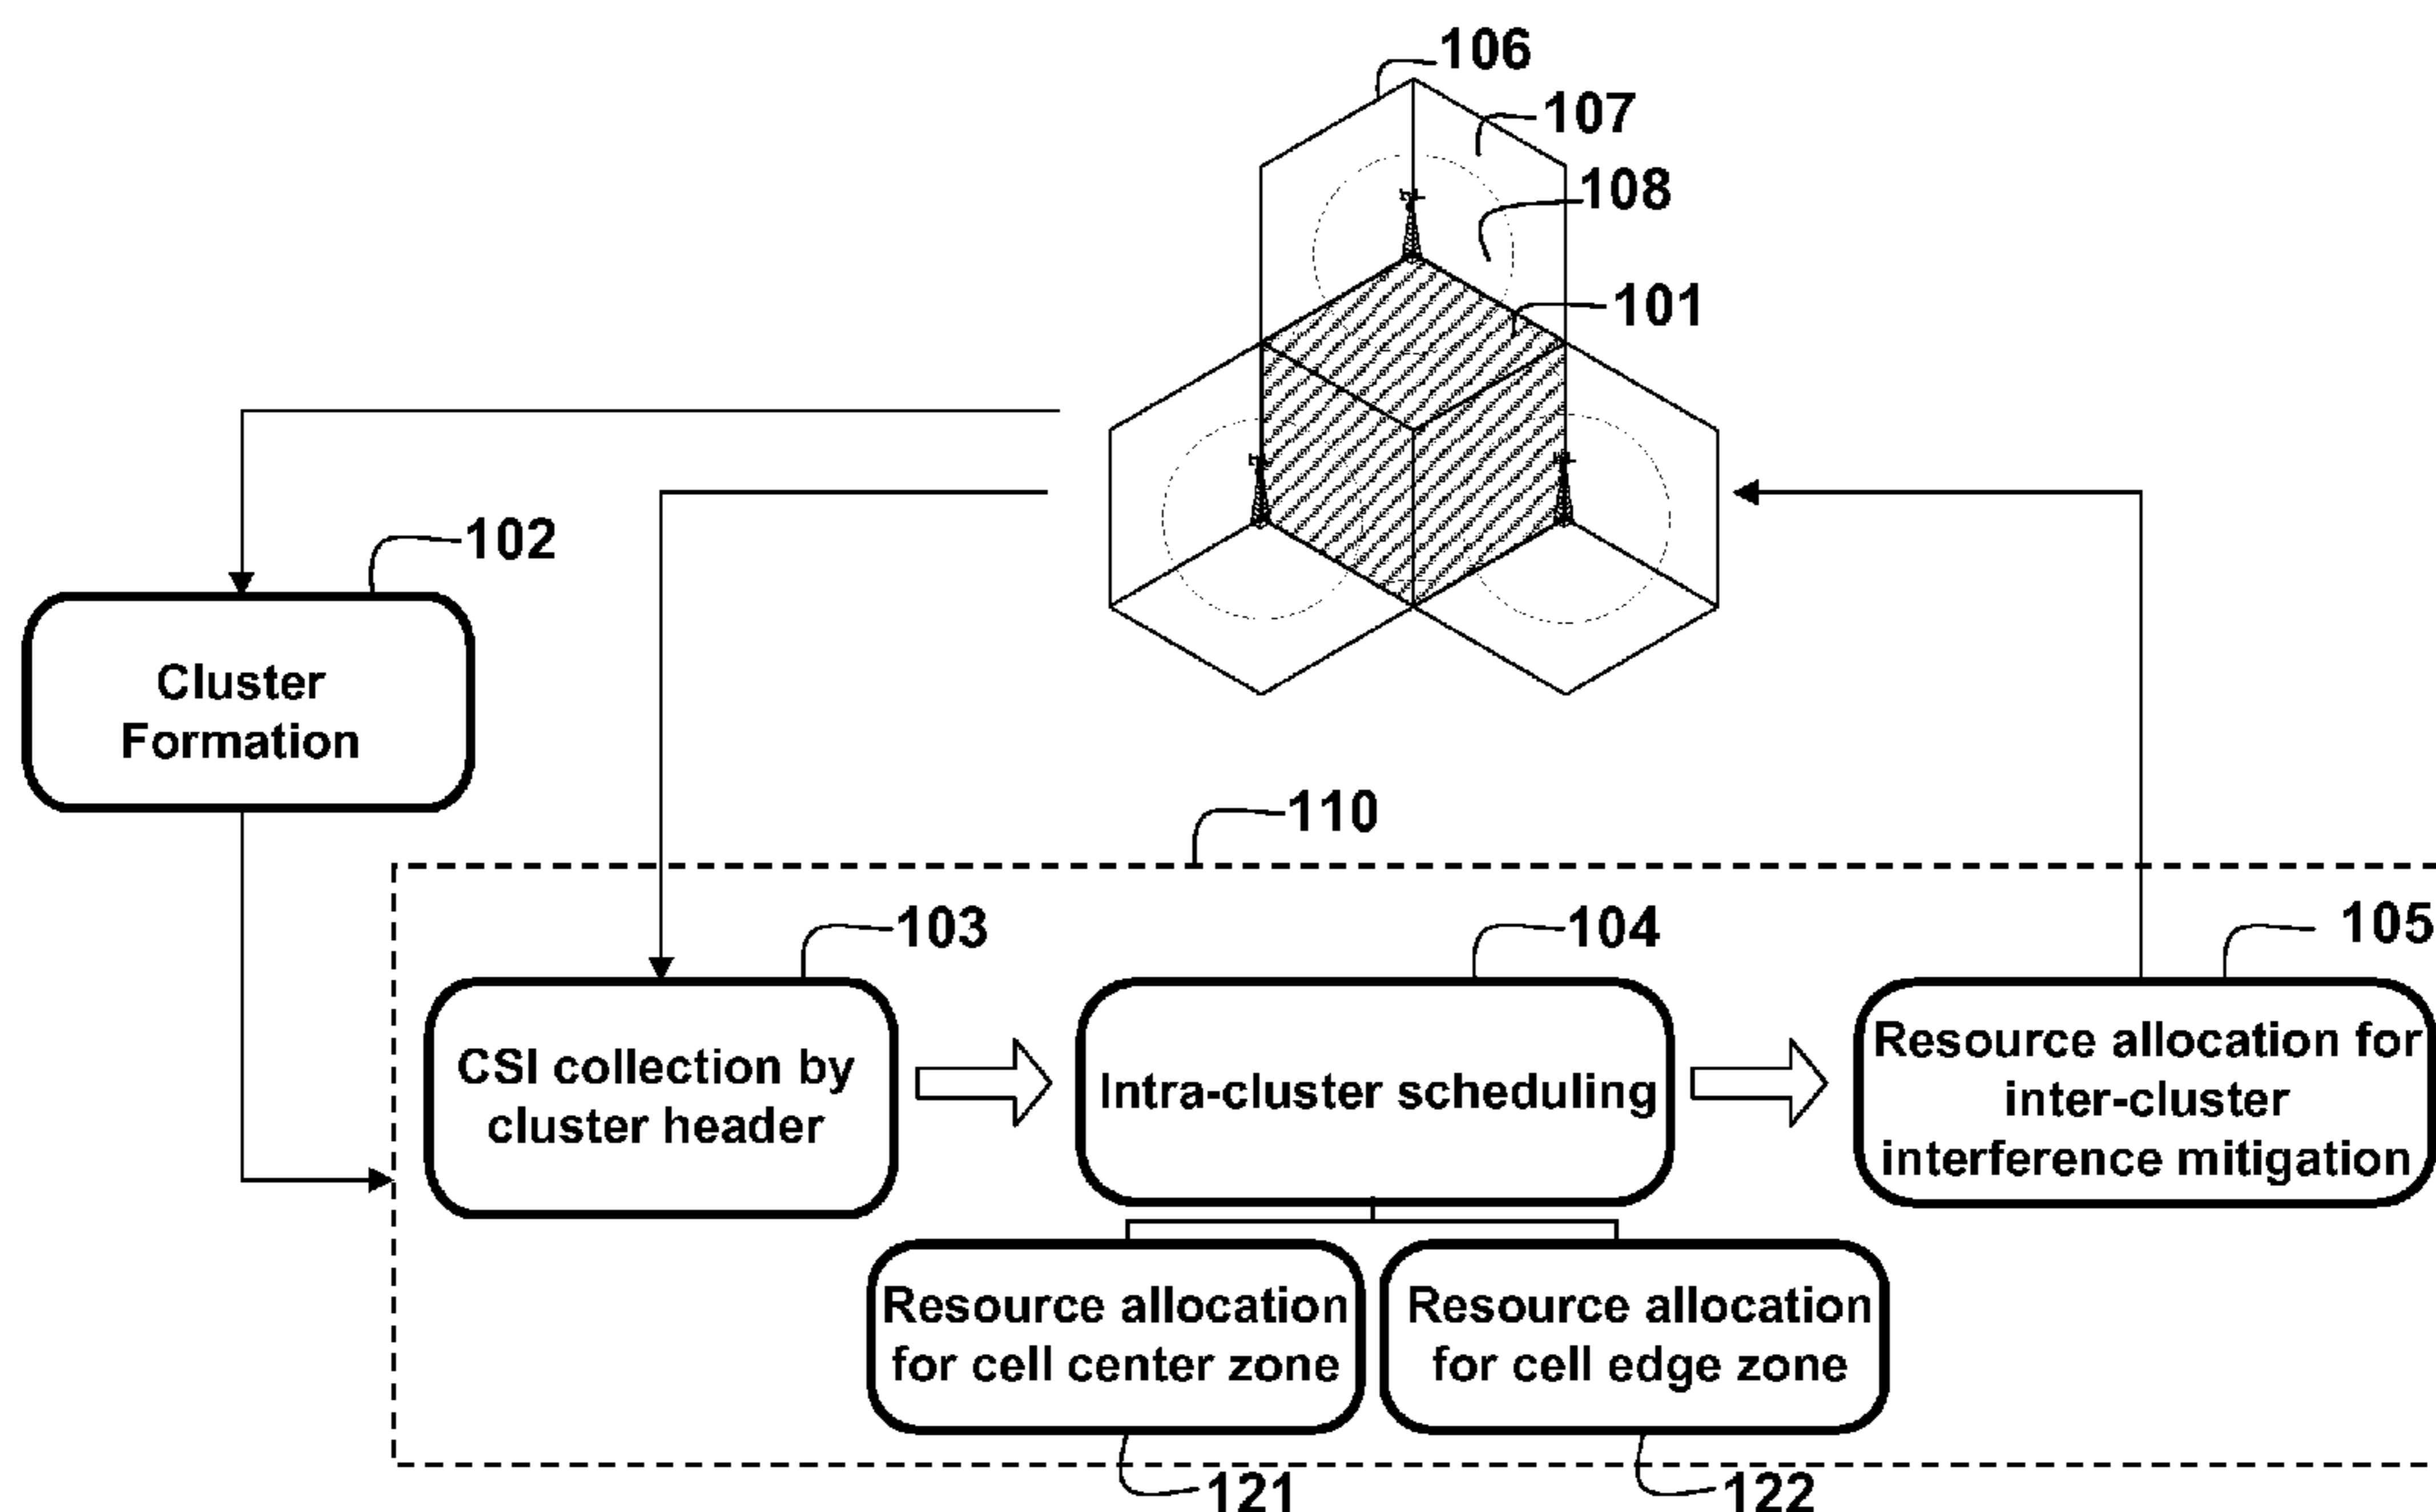 106
107
108
101
102
Cluster
Formation
110
103
104
105
CSI collection by
cluster header
Intra-cluster scheduling
Resource allocation for
inter-cluster
interference mitigation
Resource allocation
for cell center zone
Resource allocation
for cell edge zone
121
122